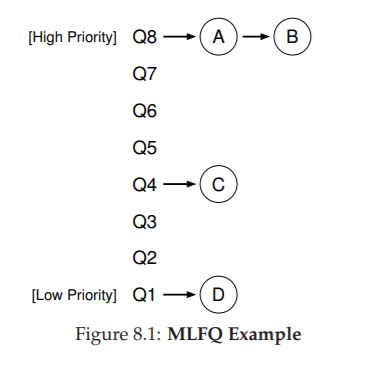 [High Priority] Q8 A B
Q7
Q6
Q5
Q4 C
Q3
Q2
[Low Priority] Q1 D
Figure 8.1: MLFQ Example